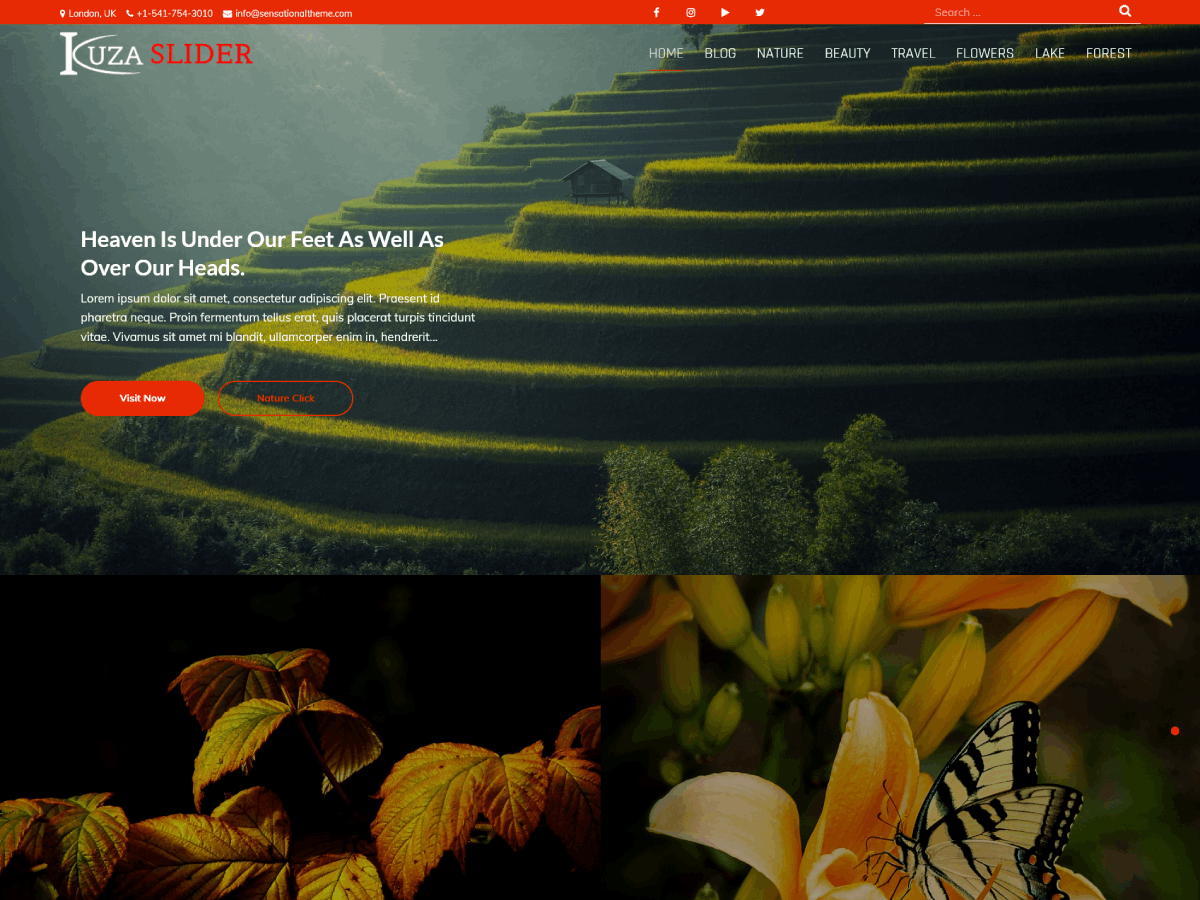 London, UK +1-541-754-3010 info@sensationaltheme.com Search ...
KUZA SLIDER
HOME BLOG NATURE BEAUTY TRAVEL FLOWERS LAKE FOREST
Heaven Is Under Our Feet As Well As
Over Our Heads.
Lorem ipsum dolor sit amet, consectetur adipiscing elit. Praesent id
pharetra neque. Proin fermentum tellus erat, quis placerat turpis tincidunt
vitae. Vivamus sit amet mi blandit, ullamcorper enim in, hendrerit...
Visit Now Nature Click